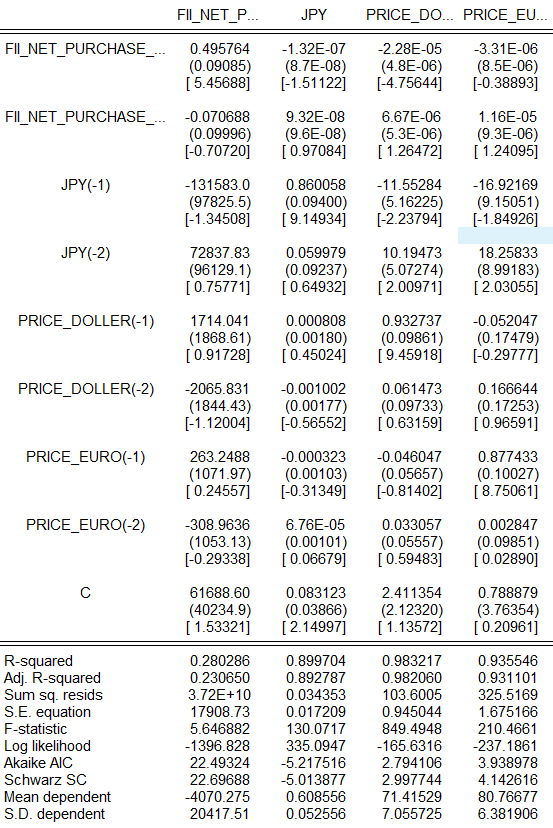 FII_NET_P... JPY PRICE_DO... PRICE_EU...
FII_NET_PURCHASE_... 0.495764 -1.32E-07 -2.28E-05 -3.31E-06
(0.09085) (8.7E-08) (4.8E-06) (8.5E-06)
[ 5.45688] [-1.51122] [-4.75644] [-0.38893]
FII_NET_PURCHASE_... -0.070688 9.32E-08 6.67E-06 1.16E-05
(0.09996) (9.6E-08) (5.3E-06) (9.3E-06)
[-0.70720] [ 0.97084] [ 1.26472] [ 1.24095]
JPY(-1) -131583.0 0.860058 -11.55284 -16.92169
(97825.5) (0.09400) (5.16225) (9.15051)
[-1.34508] [ 9.14934] [-2.23794] [-1.84926]
JPY(-2) 72837.83 0.059979 10.19473 18.25833
(96129.1) (0.09237) (5.07274) (8.99183)
[ 0.75771] [ 0.64932] [ 2.00971] [ 2.03055]
PRICE_DOLLER(-1) 1714.041 0.000808 0.932737 -0.052047
(1868.61) (0.00180) (0.09861) (0.17479)
[ 0.91728] [ 0.45024] [ 9.45918] [-0.29777]
PRICE_DOLLER(-2) -2065.831 -0.001002 0.061473 0.166644
(1844.43) (0.00177) (0.09733) (0.17253)
[-1.12004] [-0.56552] [ 0.63159] [ 0.96591]
PRICE_EURO(-1) 263.2488 -0.000323 -0.046047 0.877433
(1071.97) (0.00103) (0.05657) (0.10027)
[ 0.24557] [-0.31349] [-0.81402] [ 8.75061]
PRICE_EURO(-2) -308.9636 6.76E-05 0.033057 0.002847
(1053.13) (0.00101) (0.05557) (0.09851)
[-0.29338] [ 0.06679] [ 0.59483] [ 0.02890]
C 61688.60 0.083123 2.411354 0.788879
(40234.9) (0.03866) (2.12320) (3.76354)
[ 1.53321] [ 2.14997] [ 1.13572] [ 0.20961]
R-squared 0.280286 0.899704 0.983217 0.935546
Adj. R-squared 0.230650 0.892787 0.982060 0.931101
Sum sq. resids 3.72E+10 0.034353 103.6005 325.5169
S.E. equation 17908.73 0.017209 0.945044 1.675166
F-statistic 5.646882 130.0717 849.4948 210.4661
Log likelihood -1396.828 335.0947 -165.6316 -237.1861
Akaike AIC 22.49324 -5.217516 2.794106 3.938978
Schwarz SC 22.69688 -5.013877 2.997744 4.142616
Mean dependent -4070.275 0.608556 71.41529 80.76677
S.D. dependent 20417.51 0.052556 7.055725 6.381906